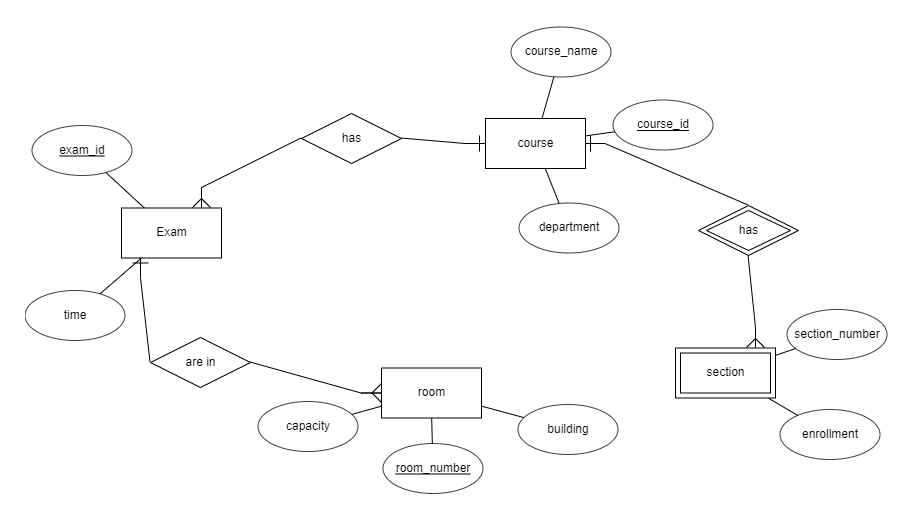 course_name
course_id
has
course
exam_id
department
has
Exam
time
section_number
are in
section
room
capacity
building
enrollment
room_number